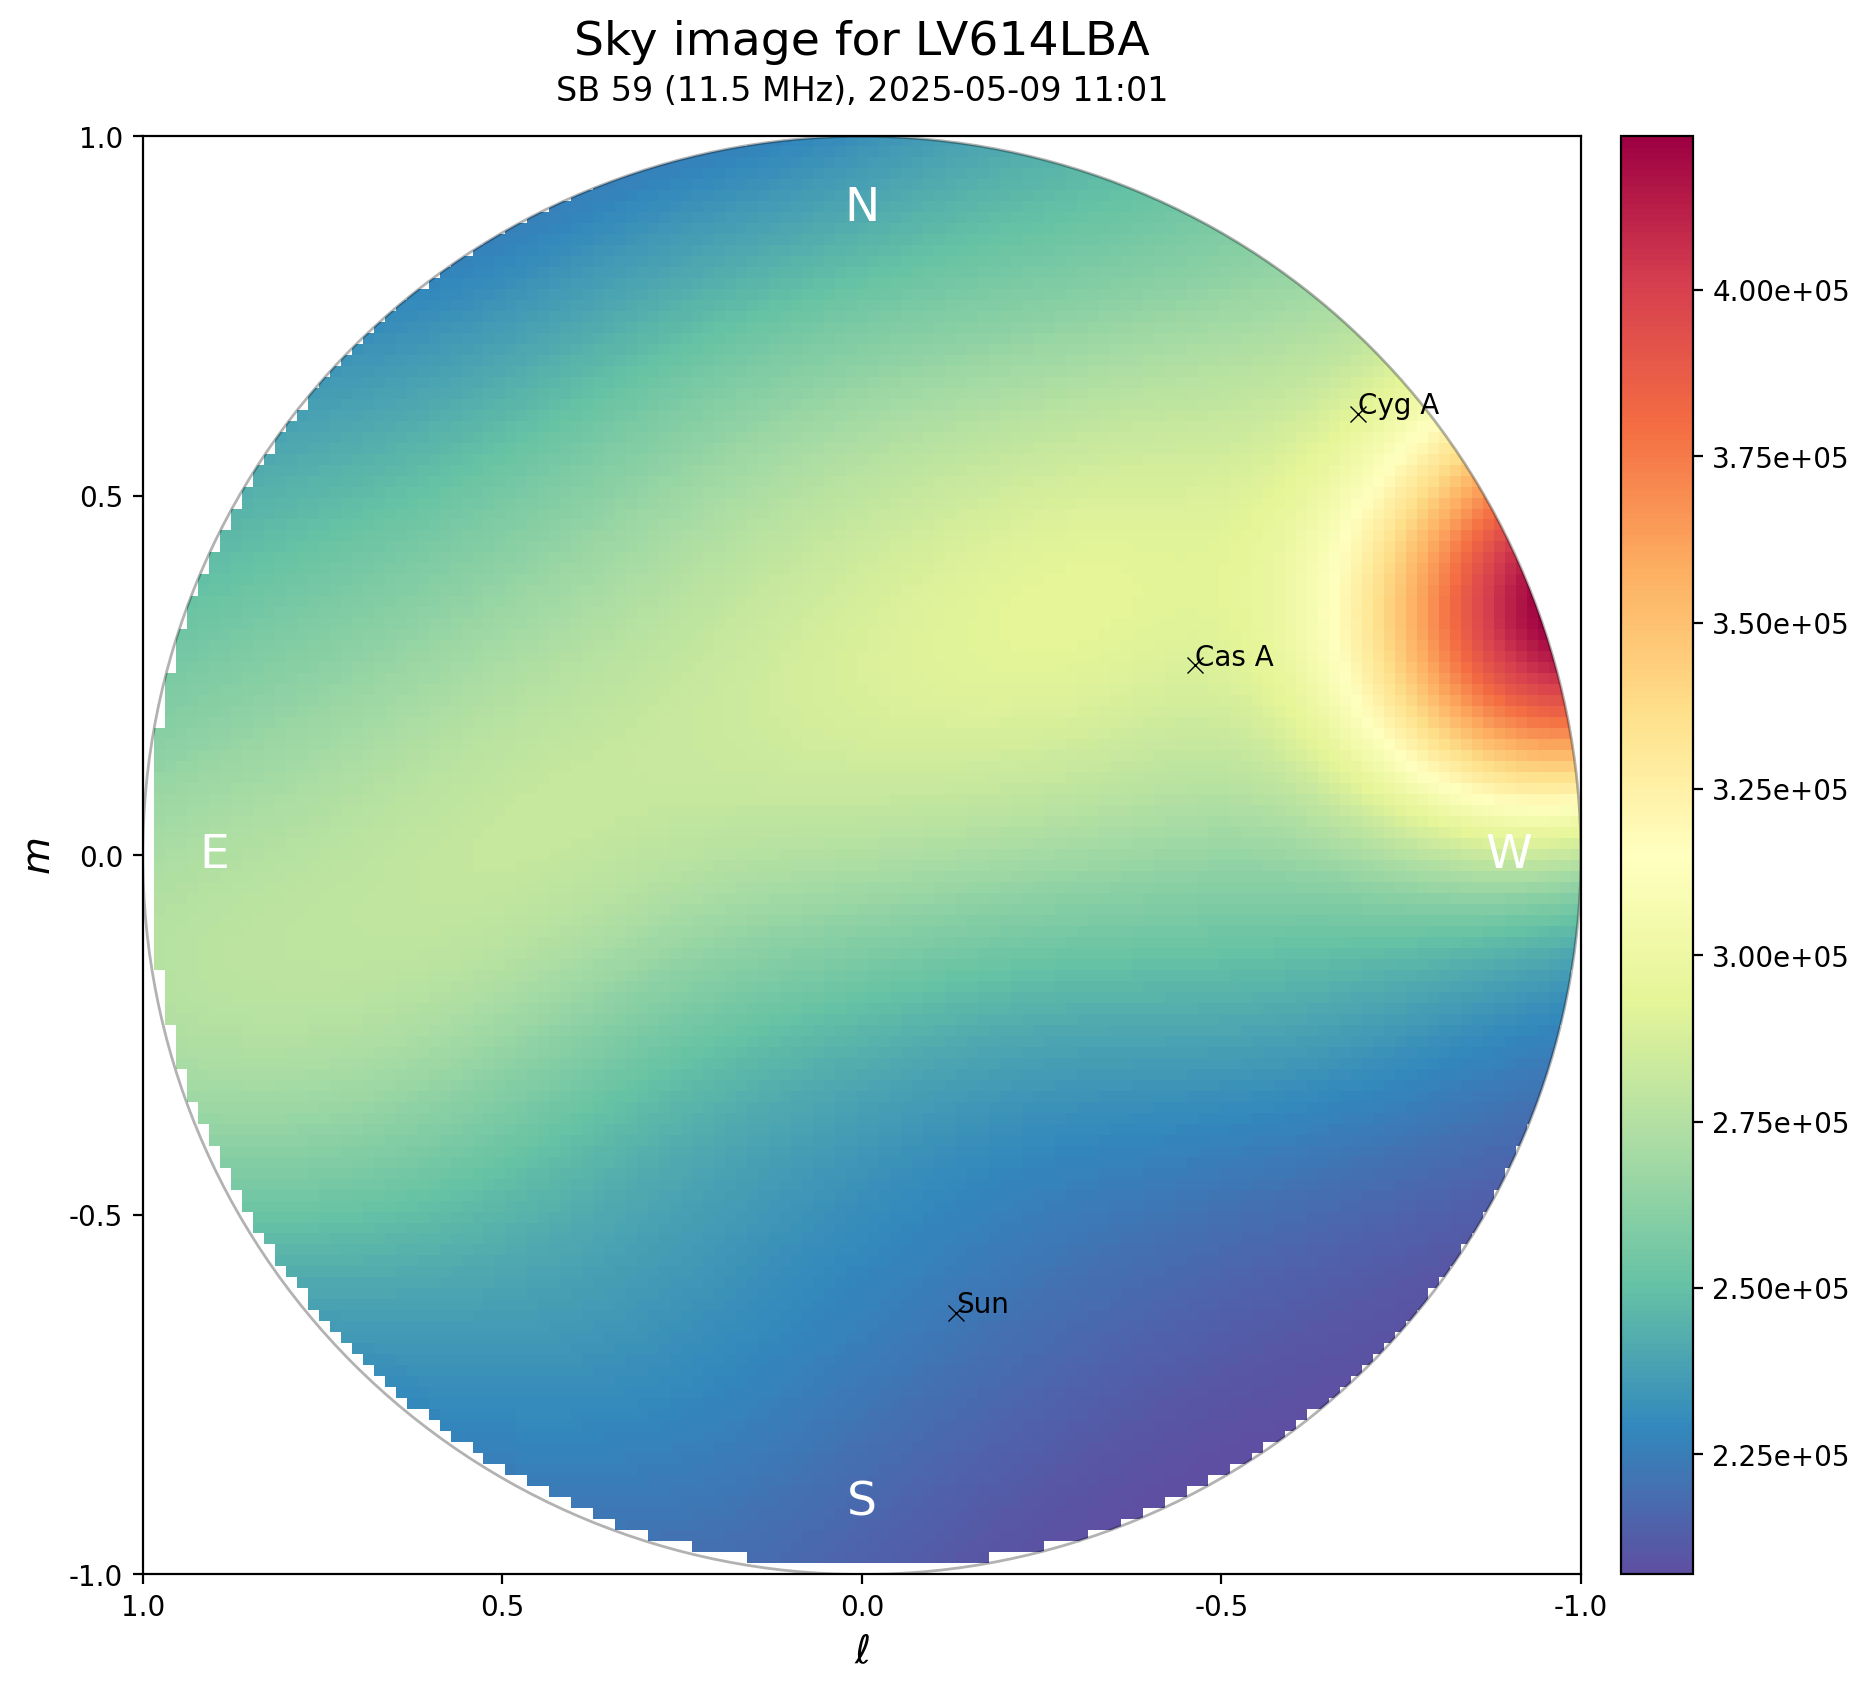 Sky image for LV614LBA
SB 59 (11.5 MHz), 2025-05-09 11:01
1.0
0.5
0.0
-0.5
-1.0
m
N
E
W
S
Cyg A
Cas A
Sun
1.0
0.5
0.0
-0.5
-1.0
ℓ
4.00e+05
3.75e+05
3.50e+05
3.25e+05
3.00e+05
2.75e+05
2.50e+05
2.25e+05